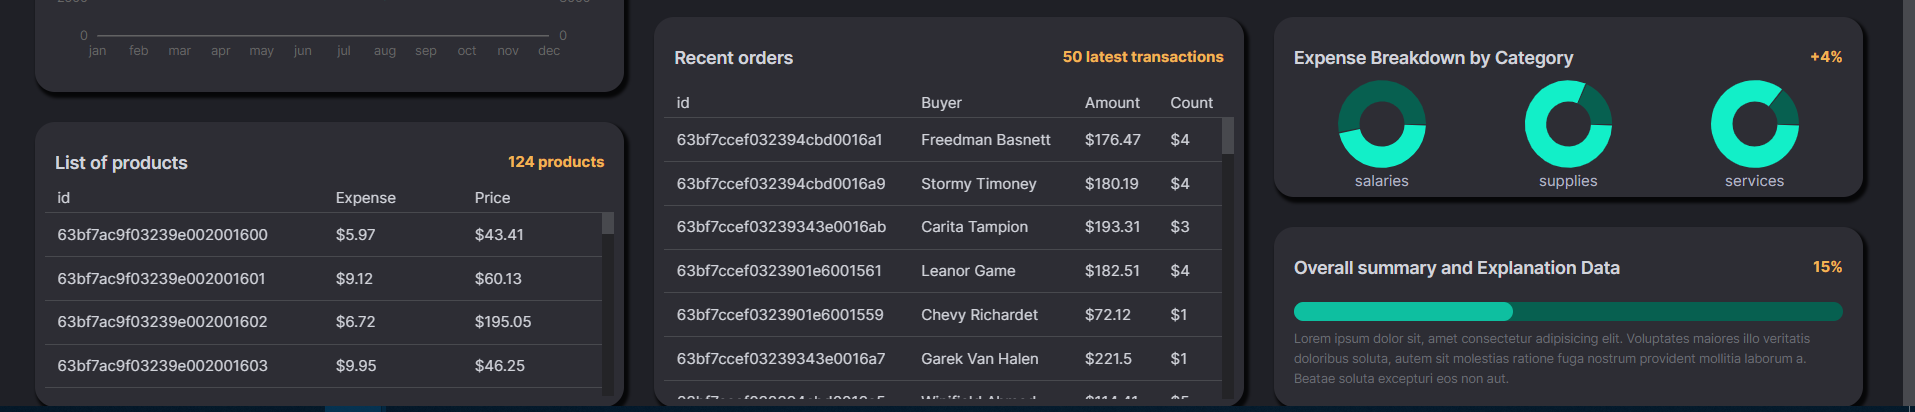 0 0
jan feb mar apr may jun jul aug sep oct nov dec
List of products 124 products
id Expense Price
63bf7ac9f03239e002001600 $5.97 $43.41
63bf7ac9f03239e002001601 $9.12 $60.13
63bf7ac9f03239e002001602 $6.72 $195.05
63bf7ac9f03239e002001603 $9.95 $46.25
Recent orders 50 latest transactions
id Buyer Amount Count
63bf7ccef032394cbd0016a1 Freedman Basnett $176.47 $4
63bf7ccef032394cbd0016a9 Stormy Timoney $180.19 $4
63bf7ccef03239343e0016ab Carita Tampion $193.31 $3
63bf7ccef0323901e6001561 Leanor Game $182.51 $4
63bf7ccef0323901e6001559 Chevy Richardet $72.12 $1
63bf7ccef03239343e0016a7 Garek Van Halen $221.5 $1
Expense Breakdown by Category +4%
salaries supplies services
Overall summary and Explanation Data 15%
Lorem ipsum dolor sit, amet consectetur adipisicing elit. Voluptates maiores illo veritatis
doloribus soluta, autem sit molestias ratione fuga nostrum provident mollitia laborum a.
Beatae soluta excepturi eos non aut.